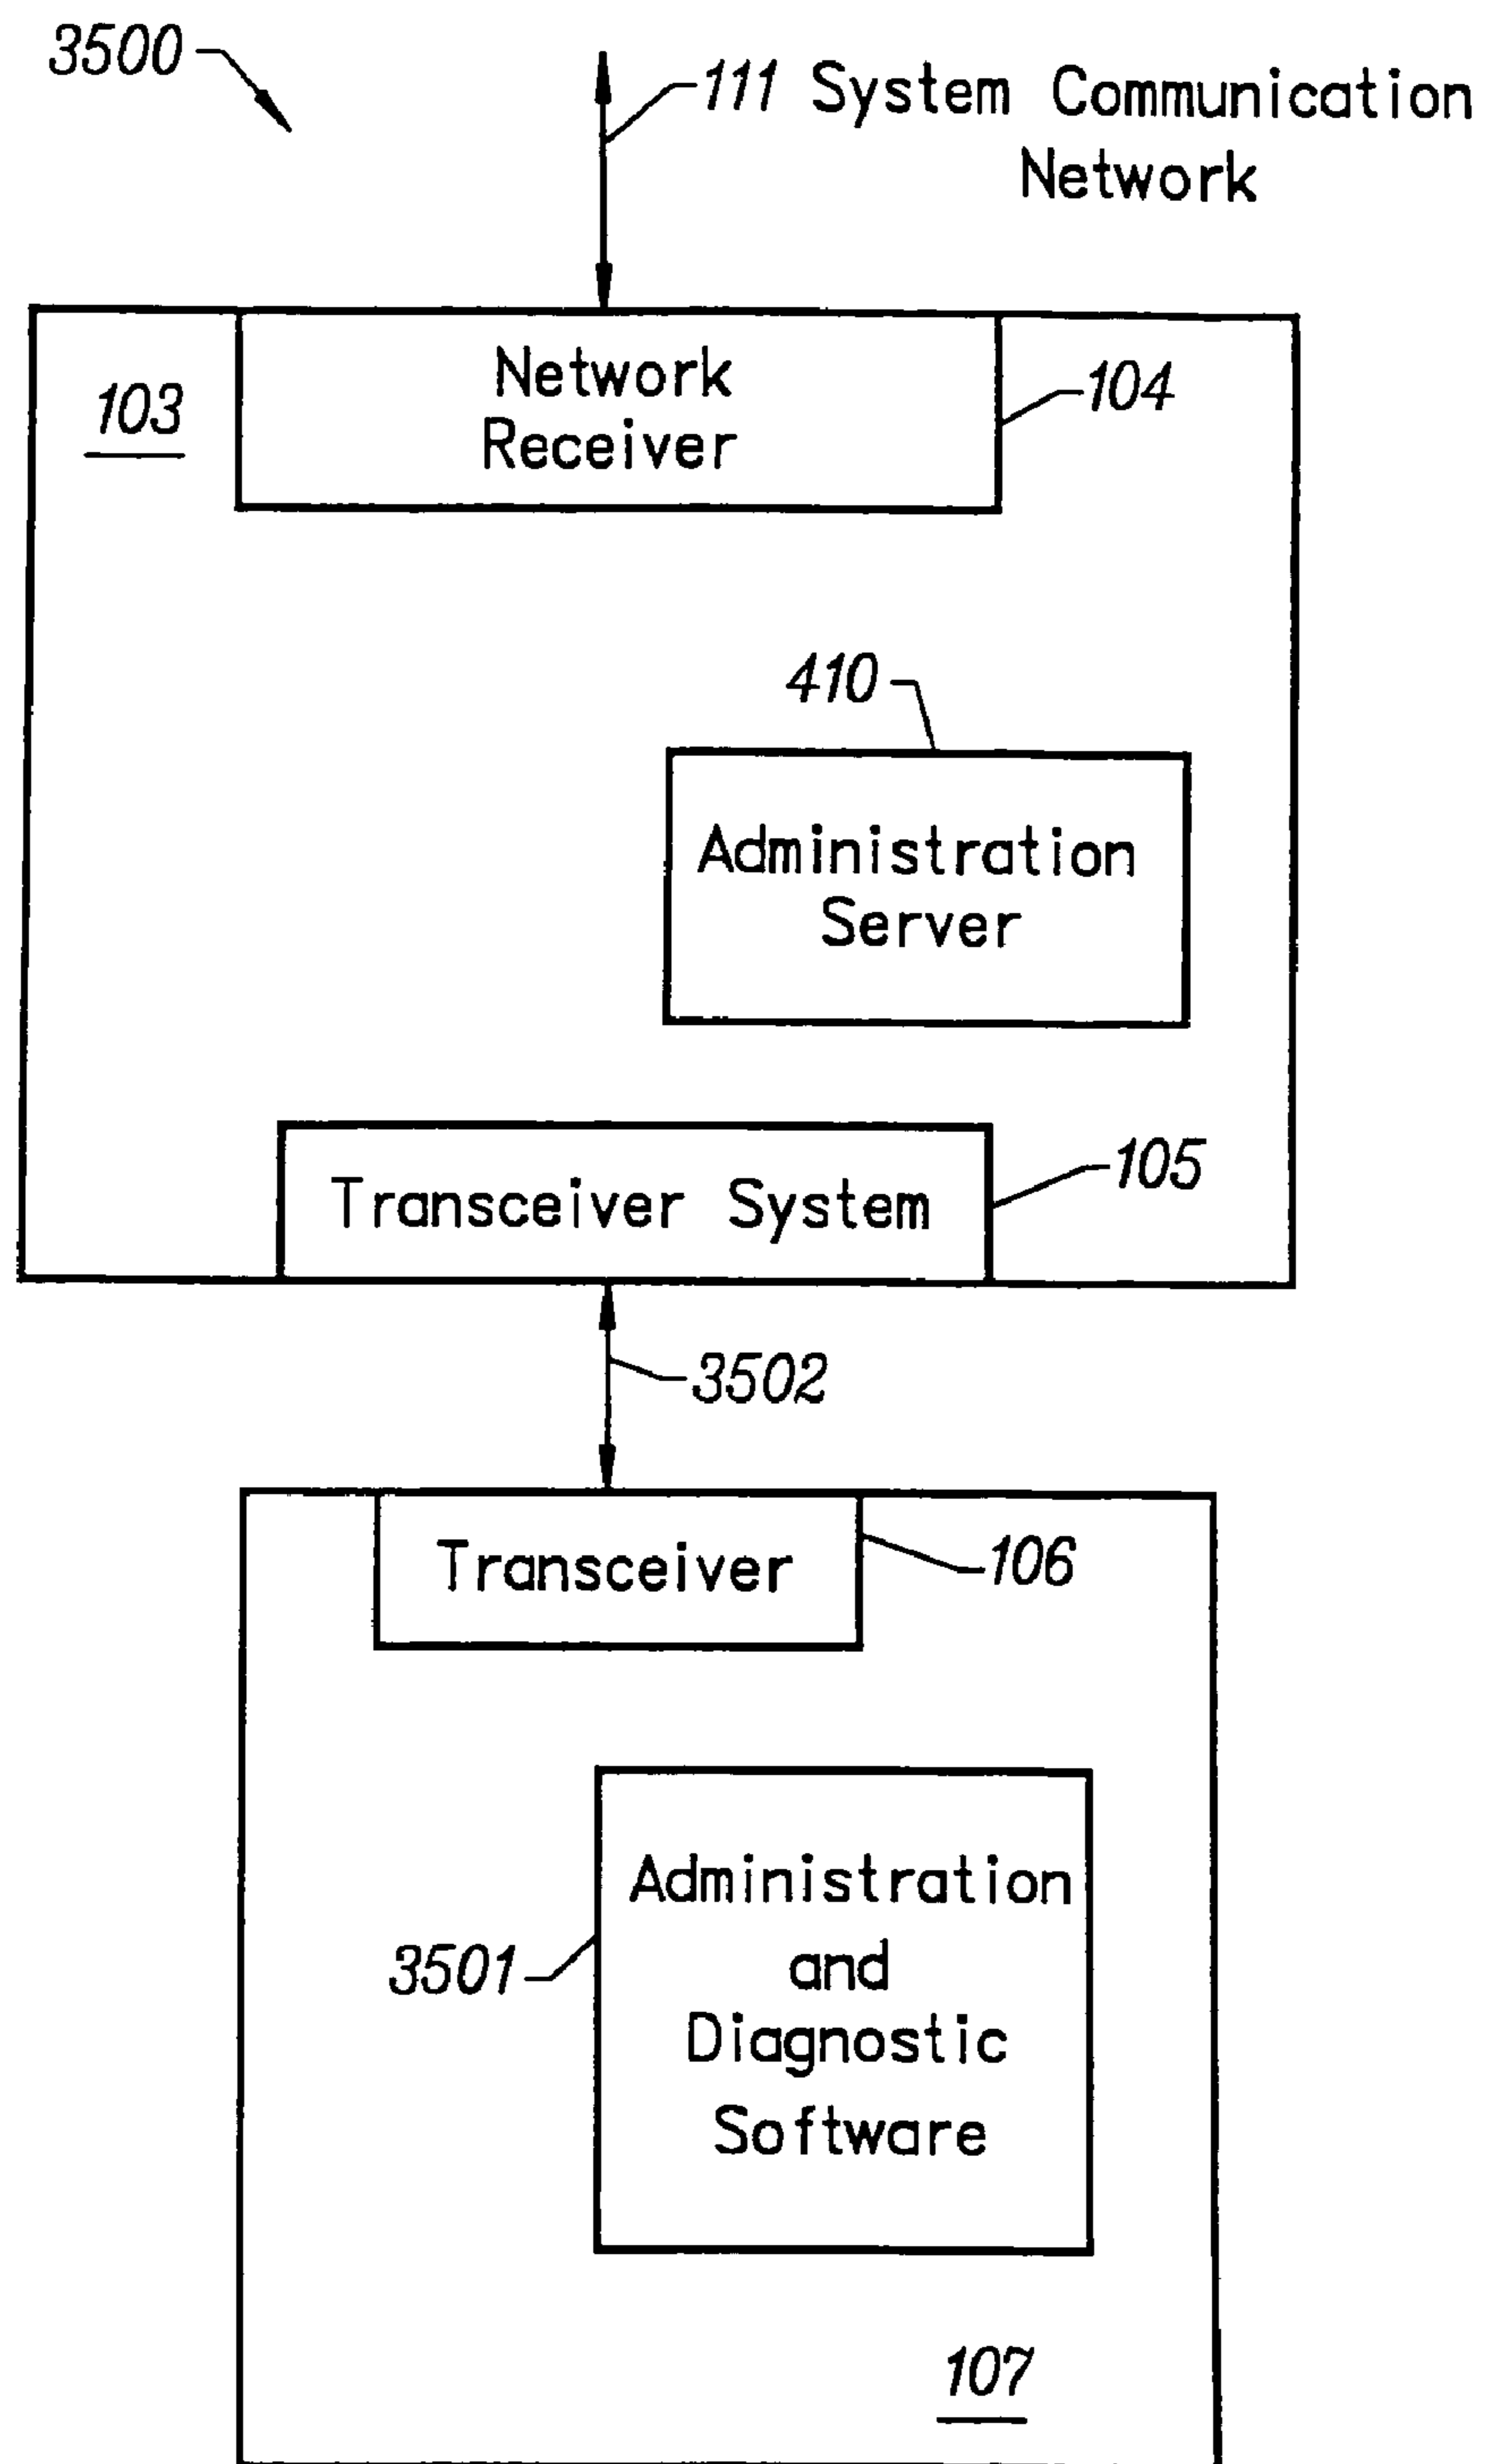 3500
111 System Communication
Network
Network
Receiver
103
104
410
Administration
Server
Transceiver System
105
3502
Transceiver
106
Administration
and
Diagnostic
Software
3501
107